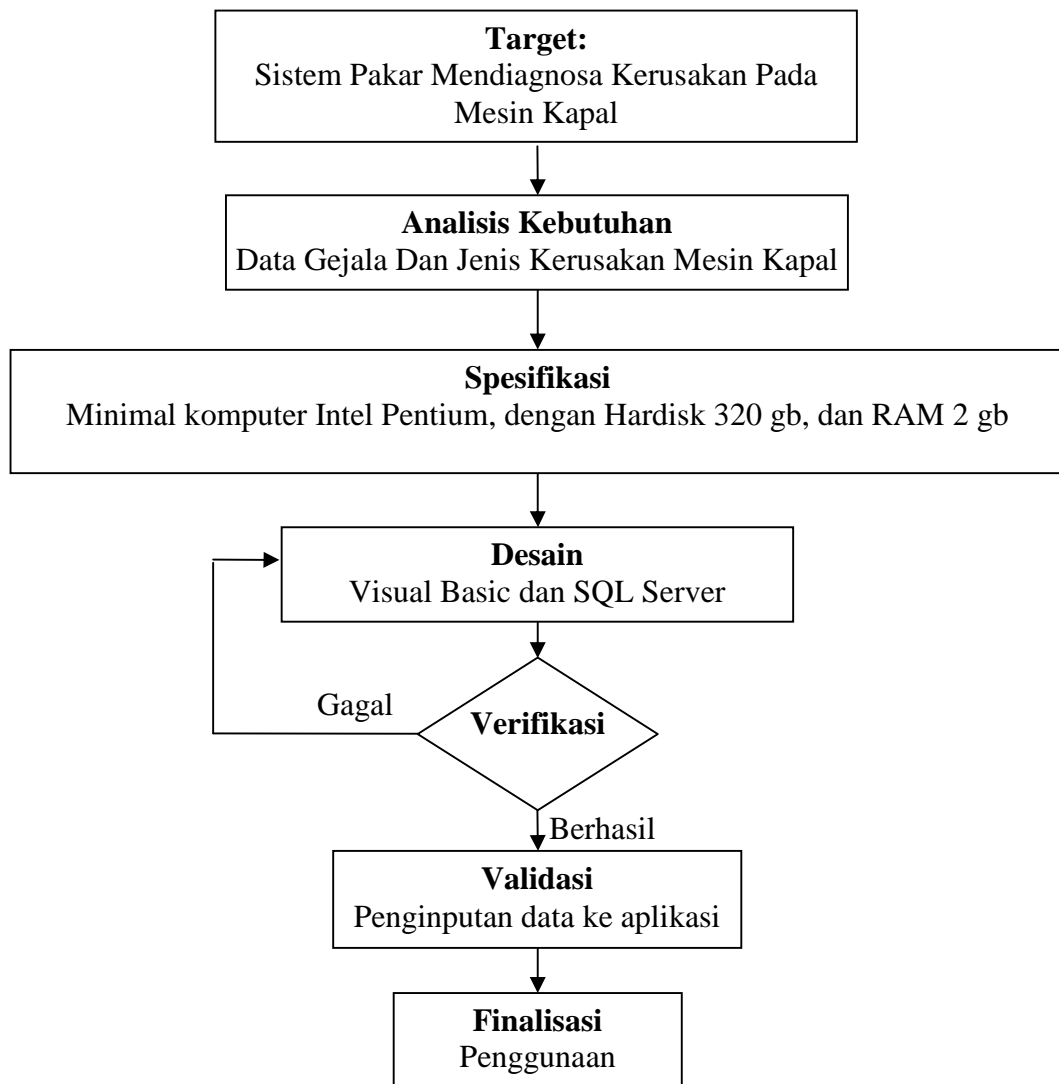 Target:
Sistem Pakar Mendiagnosa Kerusakan Pada
Mesin Kapal
Analisis Kebutuhan
Data Gejala Dan Jenis Kerusakan Mesin Kapal
Spesifikasi
Minimal komputer Intel Pentium, dengan Hardisk 320 gb, dan RAM 2 gb
Desain
Visual Basic dan SQL Server
Gagal
Verifikasi
Berhasil
Validasi
Penginputan data ke aplikasi
Finalisasi
Penggunaan